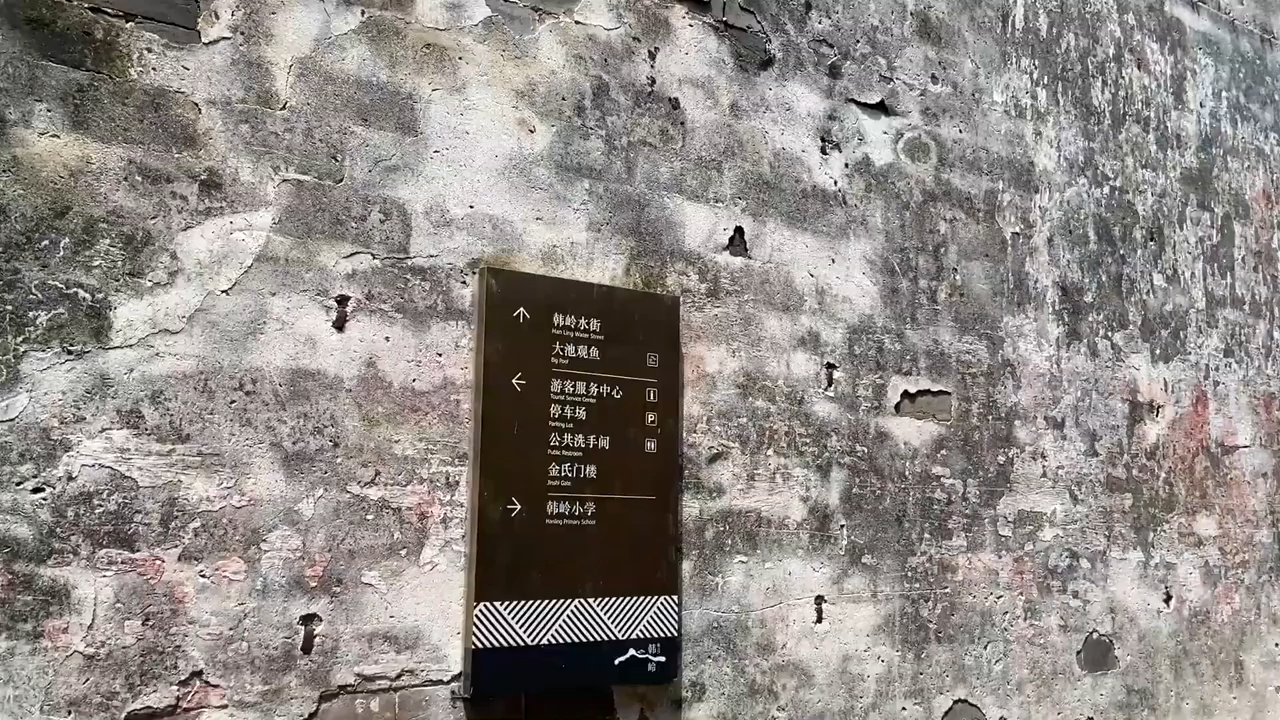 韩岭水街
Han Ling Water Street
大池观鱼
Big Pool
游客服务中心
Tourist Service Center
停车场
Parking Lot
P
公共洗手间
Public Restroom
金氏门楼
Jinshi Gate
韩岭小学
Hanling Primary School
韩岭